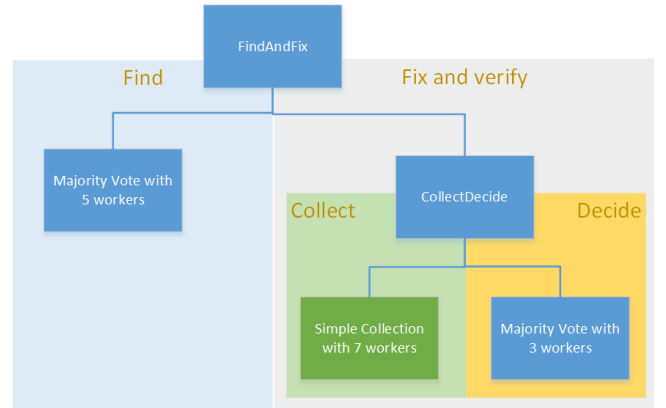 FindAndFix
Find
Fix and verify
Majority Vote with
5 workers
CollectDecide
Collect
Decide
Simple Collection
with 7 workers
Majority Vote with
3 workers